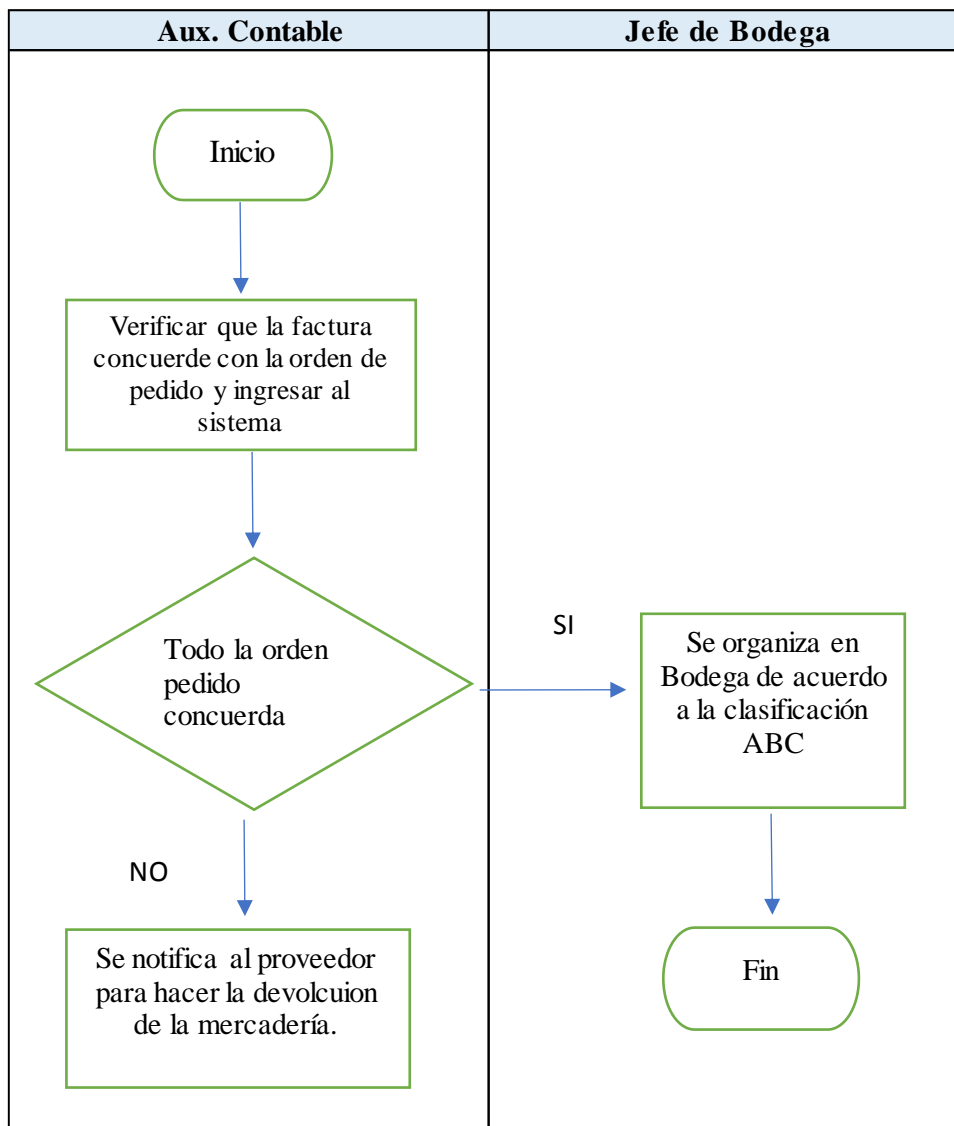 Aux. Contable
Jefe de Bodega
Inicio
Verificar que la factura
concuerde con la orden de
pedido y ingresar al
sistema
Todo la orden
pedido
concuerda
SI
Se organiza en
Bodega de acuerdo
a la clasificación
ABC
NO
Se notifica al proveedor
para hacer la devolcuion
de la mercadería.
Fin